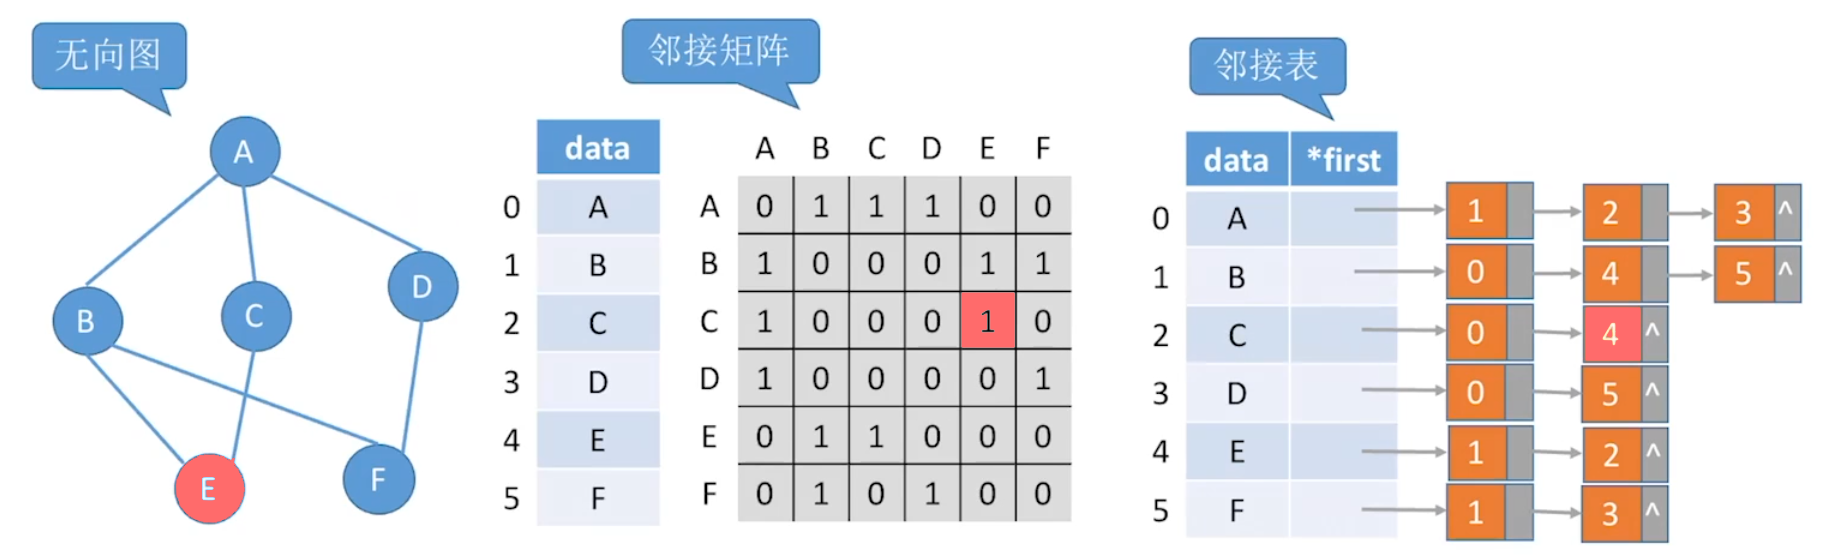 无向图
A
B
C
D
E
F
邻接矩阵
data
0 A
1 B
2 C
3 D
4 E
5 F
A B C D E F
A 0 1 1 1 0 0
B 1 0 0 0 1 1
C 1 0 0 0 1 0
D 1 0 0 0 0 1
E 0 1 1 0 0 0
F 0 1 0 1 0 0
邻接表
data *first
0 A 1 2 3 ^
1 B 0 4 5 ^
2 C 0 4 ^
3 D 0 5 ^
4 E 1 2 ^
5 F 1 3 ^